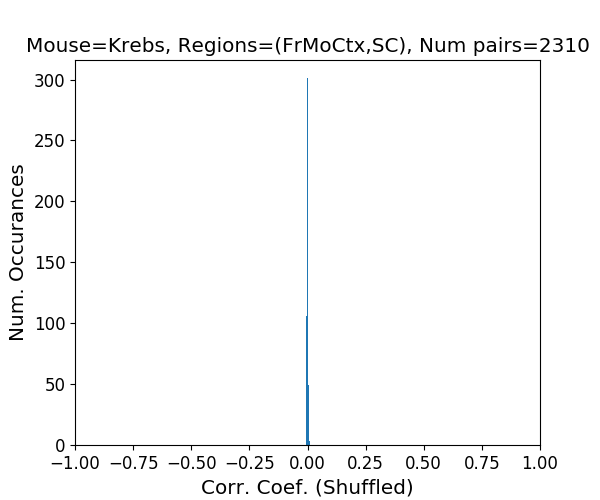 Mouse=Krebs, Regions=(FrMoCtx,SC), Num pairs=2310
300
250
200
150
100
50
0
Num. Occurances
−1.00 −0.75 −0.50 −0.25 0.00 0.25 0.50 0.75 1.00
Corr. Coef. (Shuffled)